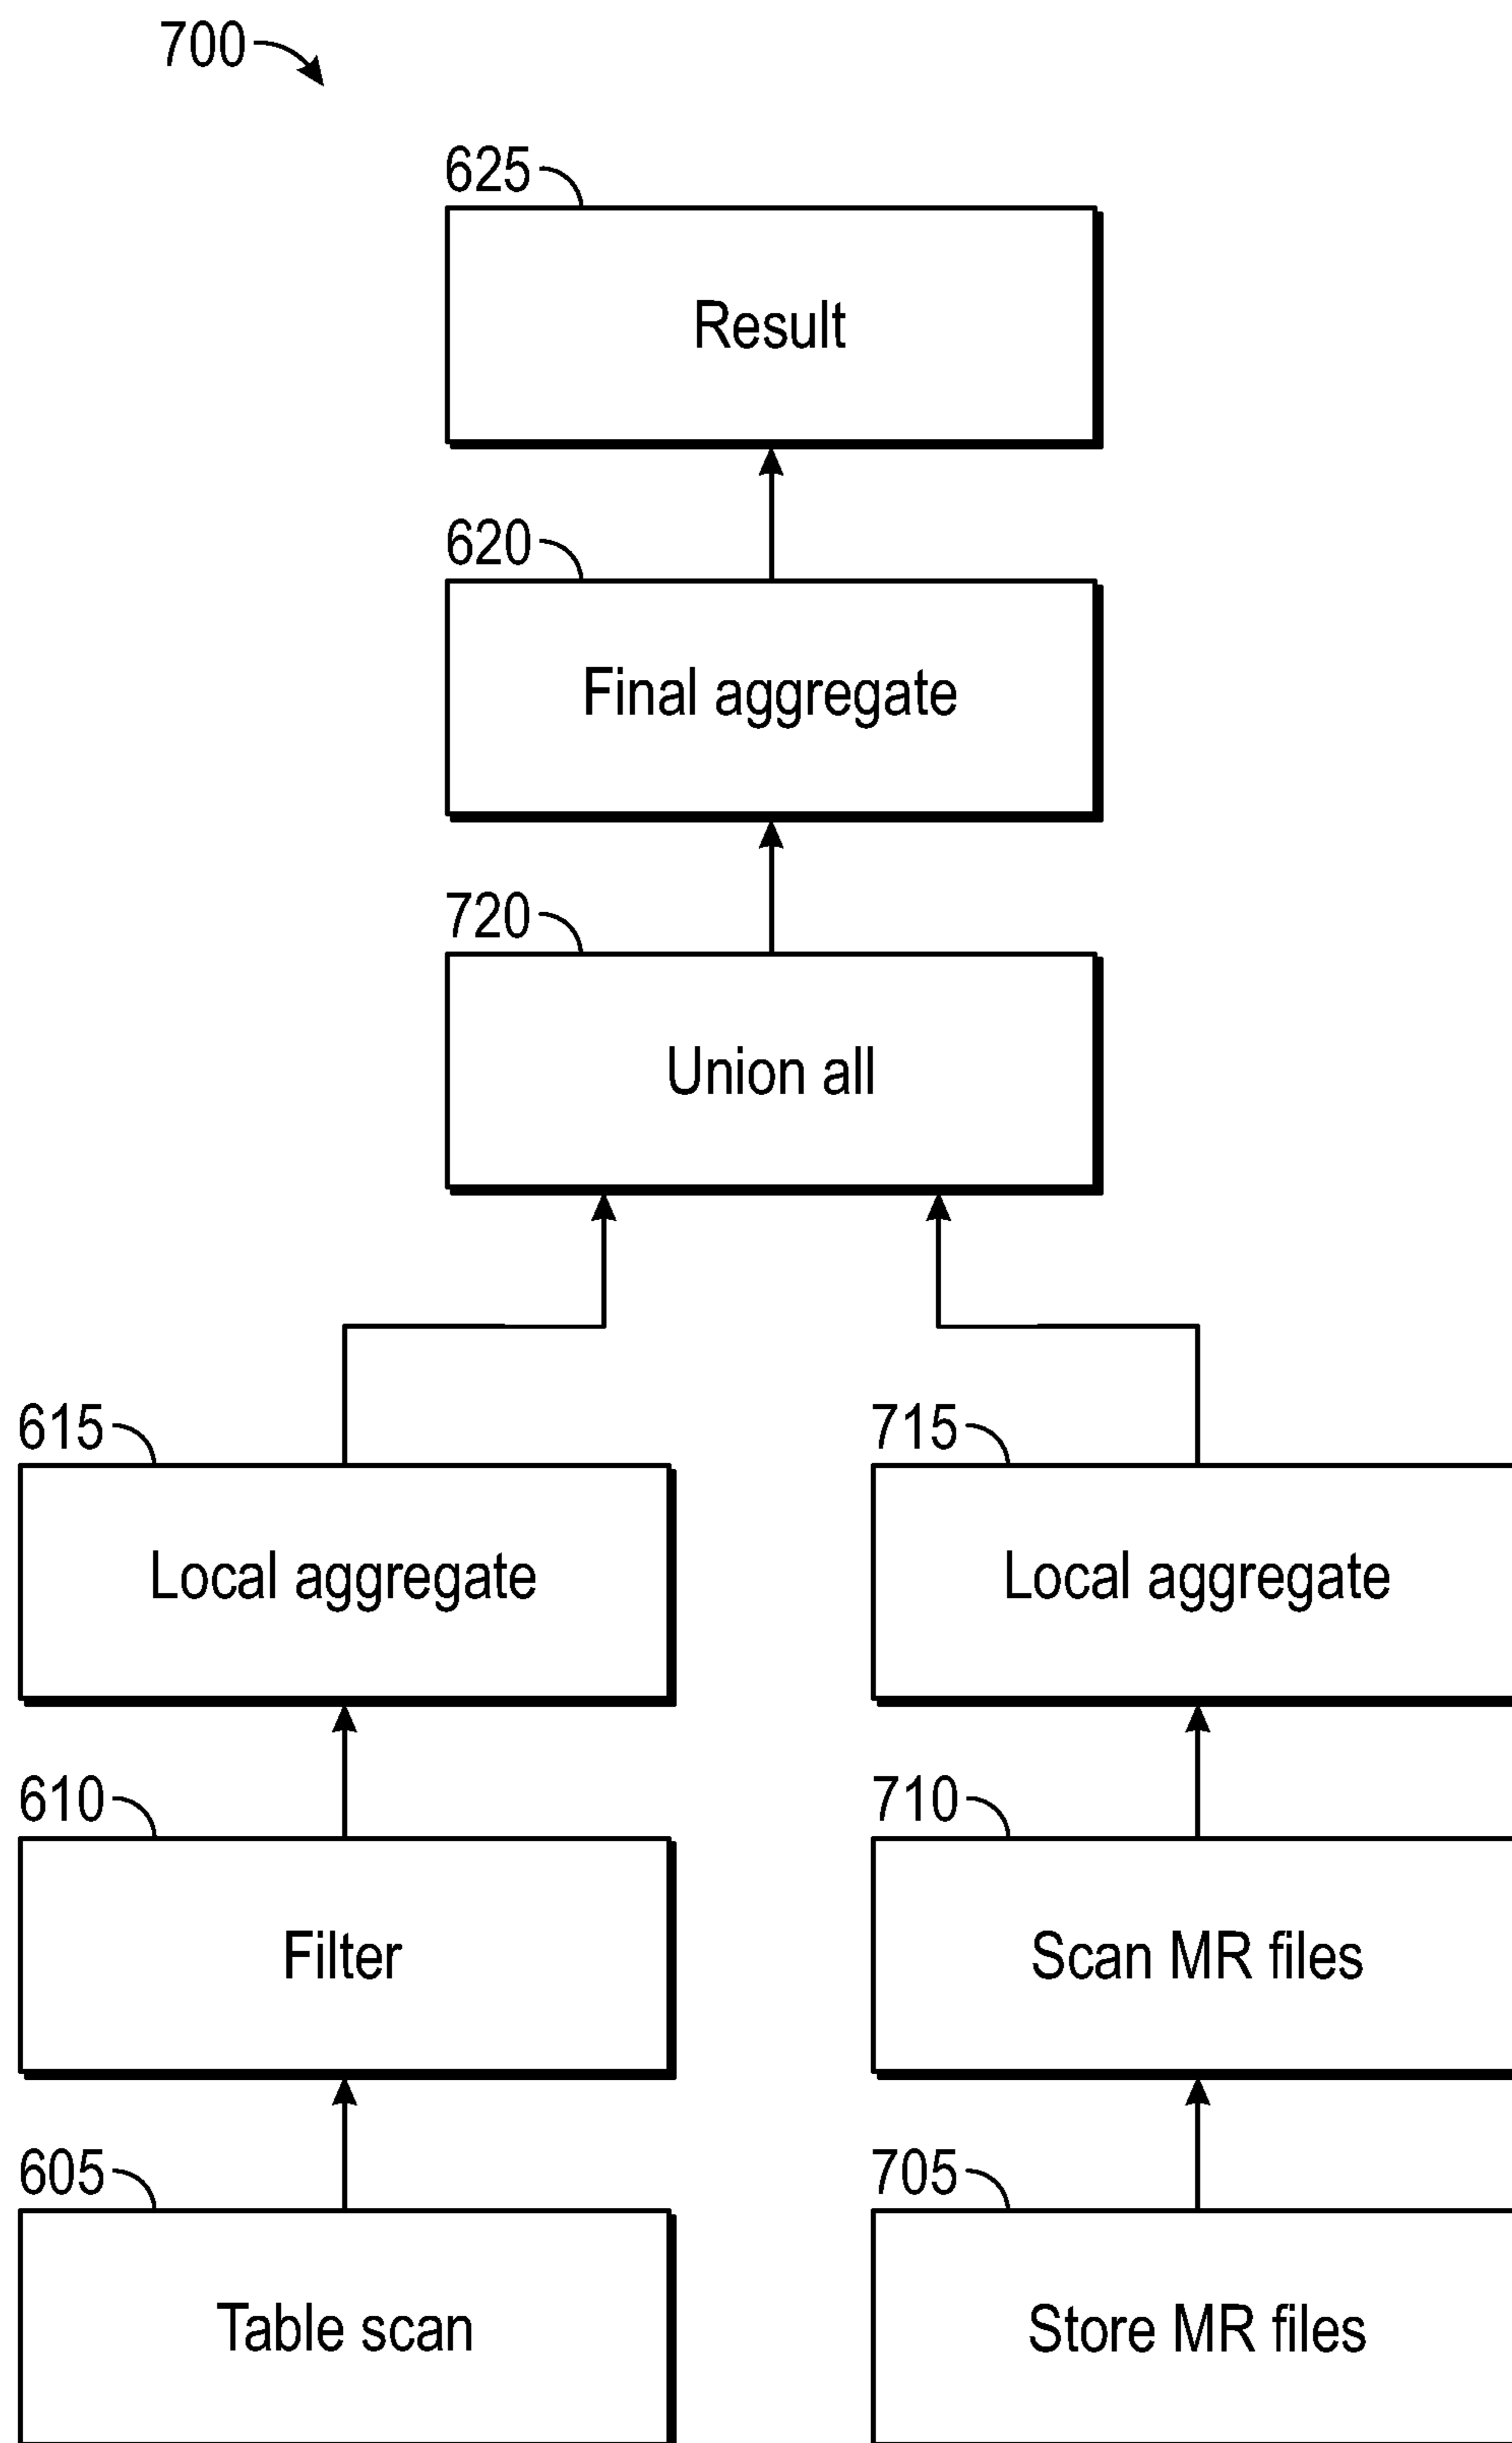 700
625
Result
620
Final aggregate
720
Union all
615
715
Local aggregate
Local aggregate
610
710
Filter
Scan MR files
605
705
Table scan
Store MR files